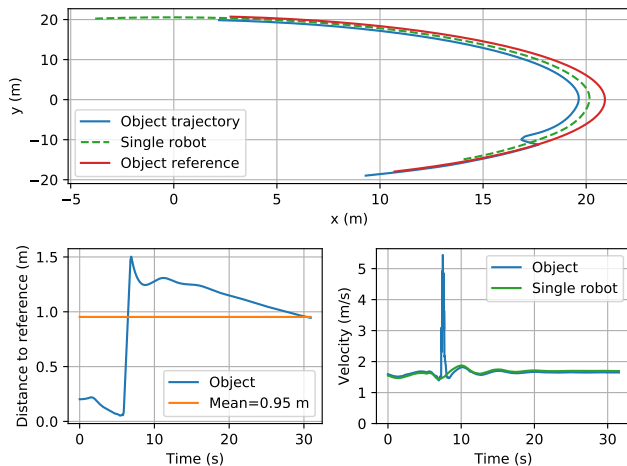 20
10
0
−10
−20
y (m)
Object trajectory
Single robot
Object reference
−5
0
5
10
15
20
x (m)
1.5
1.0
0.5
0.0
Distance to reference (m)
Object
Mean=0.95 m
0
10
20
30
Time (s)
5
4
3
2
1
Velocity (m/s)
Object
Single robot
0
10
20
30
Time (s)